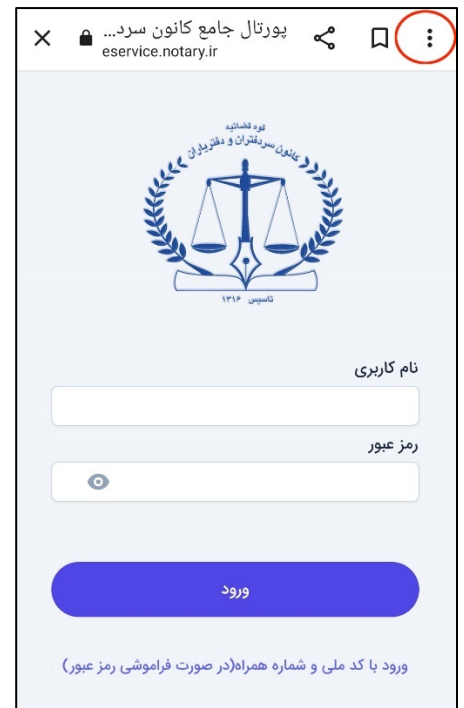 پورتال جامع کانون سرد...
eservice.notary.ir
قوه قضائیه
کانون سردفتران و دفتریاران
تاسیس ۱۳۱۶
نام کاربری
رمز عبور
ورود
ورود با کد ملی و شماره همراه(در صورت فراموشی رمز عبور)